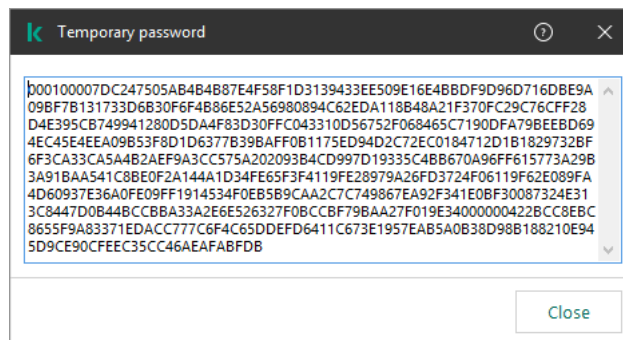 Temporary password
000100007DC247505AB4B4B87E4F58F1D3139433EE509E16E4BBDF9D96D716DBE9A
09BF7B131733D6B30F6F4B86E52A56980894C62EDA118B48A21F370FC29C76CFF28
D4E395CB749941280D5DA4F83D30FFC043310D56752F068465C7190DFA79BEEBD69
4EC45E4EEA09B53F8D1D6377B39BAFF0B1175ED94D2C72EC0184712D1B1829732BF
6F3CA33CA5A4B2AEF9A3CC575A202093B4CD997D19335C4BB670A96FF615773A29B
3A91BAA541C8BE0F2A144A1D34FE65F3F4119FE28979A26FD3724F06119F62E089FA
4D60937E36A0FE09FF1914534F0EB5B9CAA2C7C749867EA92F341E0BF30087324E31
3C8447D0B44BCCBBA33A2E6E526327F0BCCBF79BAA27F019E34000000422BCC8EBC
8655F9A83371EDACC777C6F4C65DDEFD6411C673E1957EAB5A0B38D98B188210E94
5D9CE90CFEEC35CC46AEAFABFDB
Close